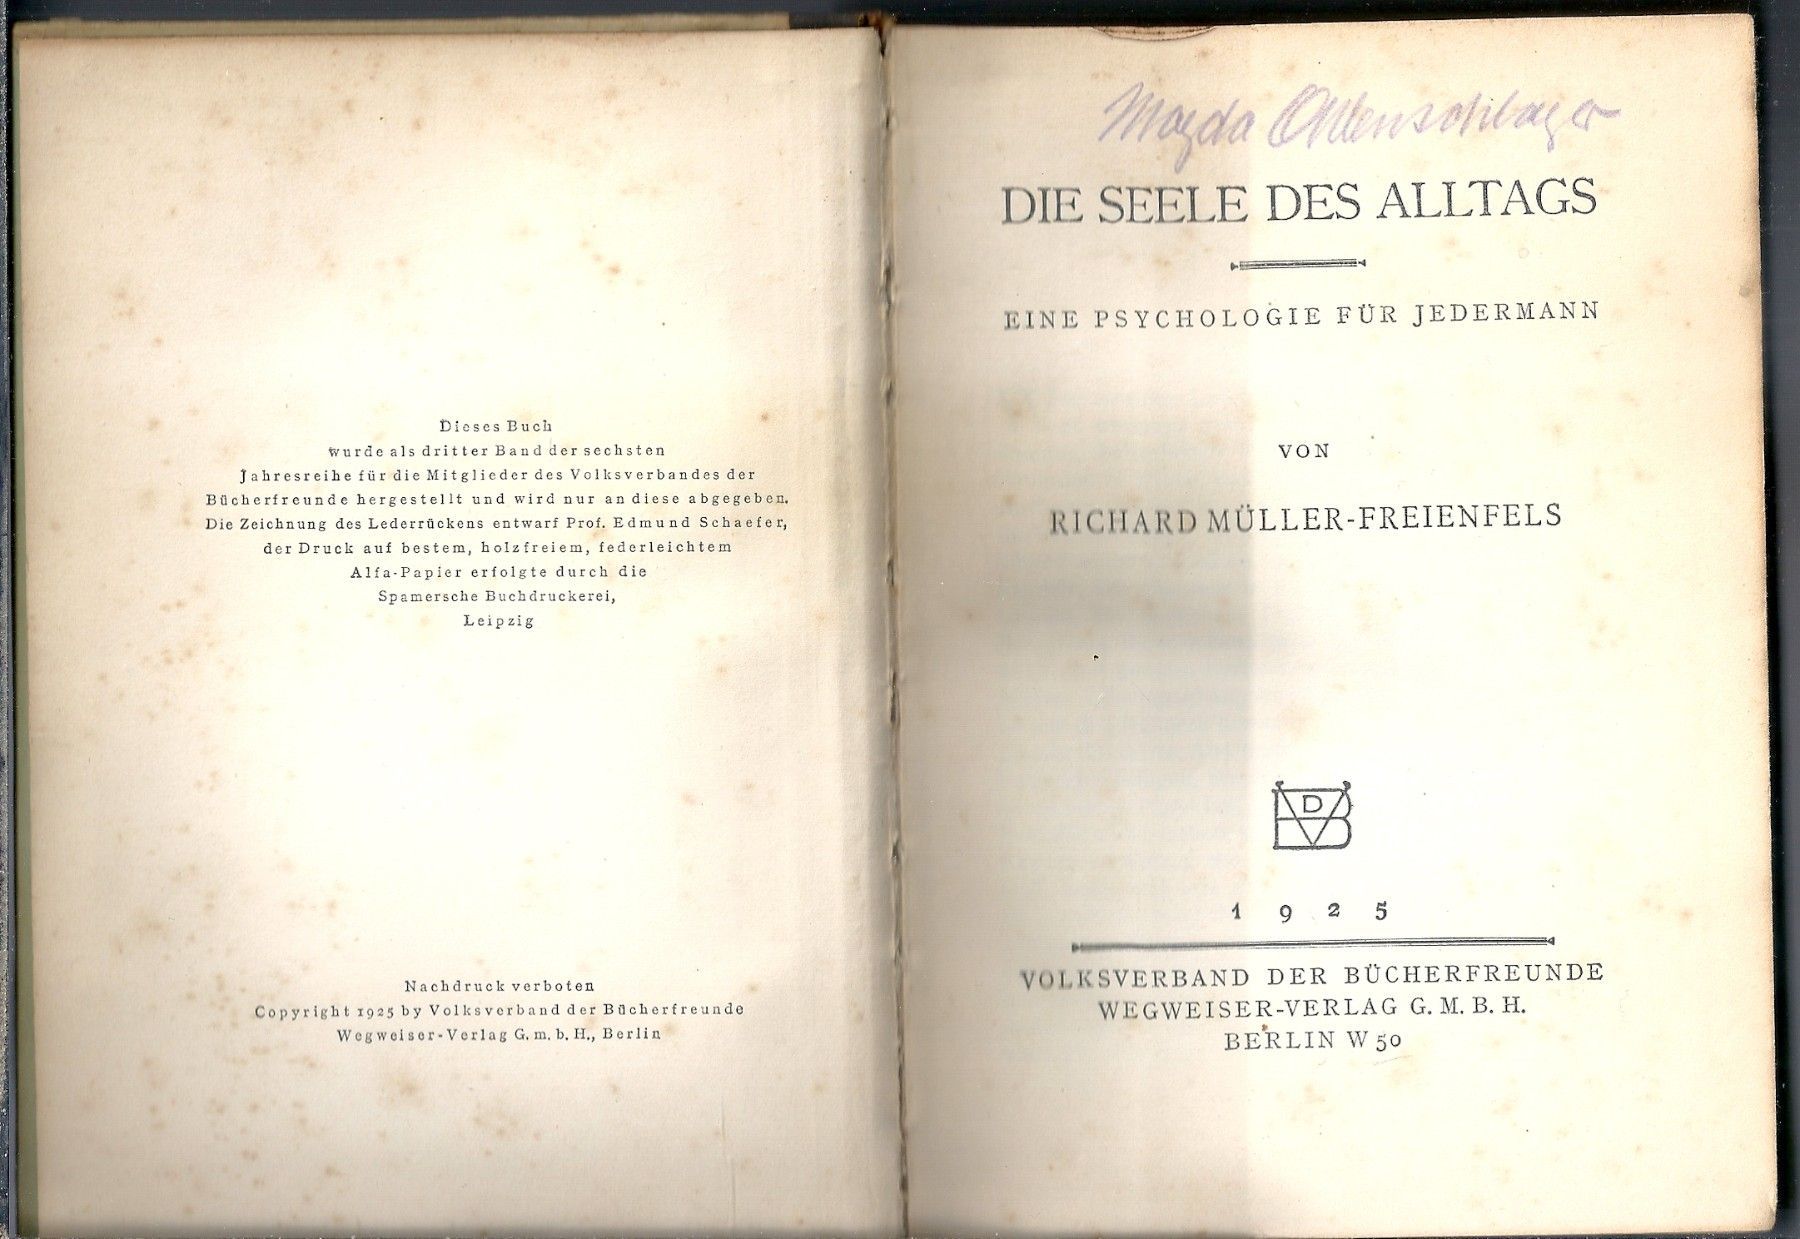 Dieses Buch
wurde als dritter Band der sechsten
Jahresreihe für die Mitglieder des Volksverbandes der
Bücherfreunde hergestellt und wird nur an diese abgegeben.
Die Zeichnung des Lederrückens entwarf Prof. Edmund Schaefer,
der Druck auf bestem, holzfreiem, federleichtem
Alfa-Papier erfolgte durch die
Spamersche Buchdruckerei,
Leipzig
Nachdruck verboten
Copyright 1925 by Volksverband der Bücherfreunde
Wegweiser-Verlag G. m. b. H., Berlin
Magda
DIE SEELE DES ALLTAGS
EINE PSYCHOLOGIE FÜR JEDERMANN
VON
RICHARD MÜLLER-FREIENFELS
VDB
1925
VOLKSVERBAND DER BÜCHERFREUNDE
WEGWEISER-VERLAG G. M. B. H.
BERLIN W 50